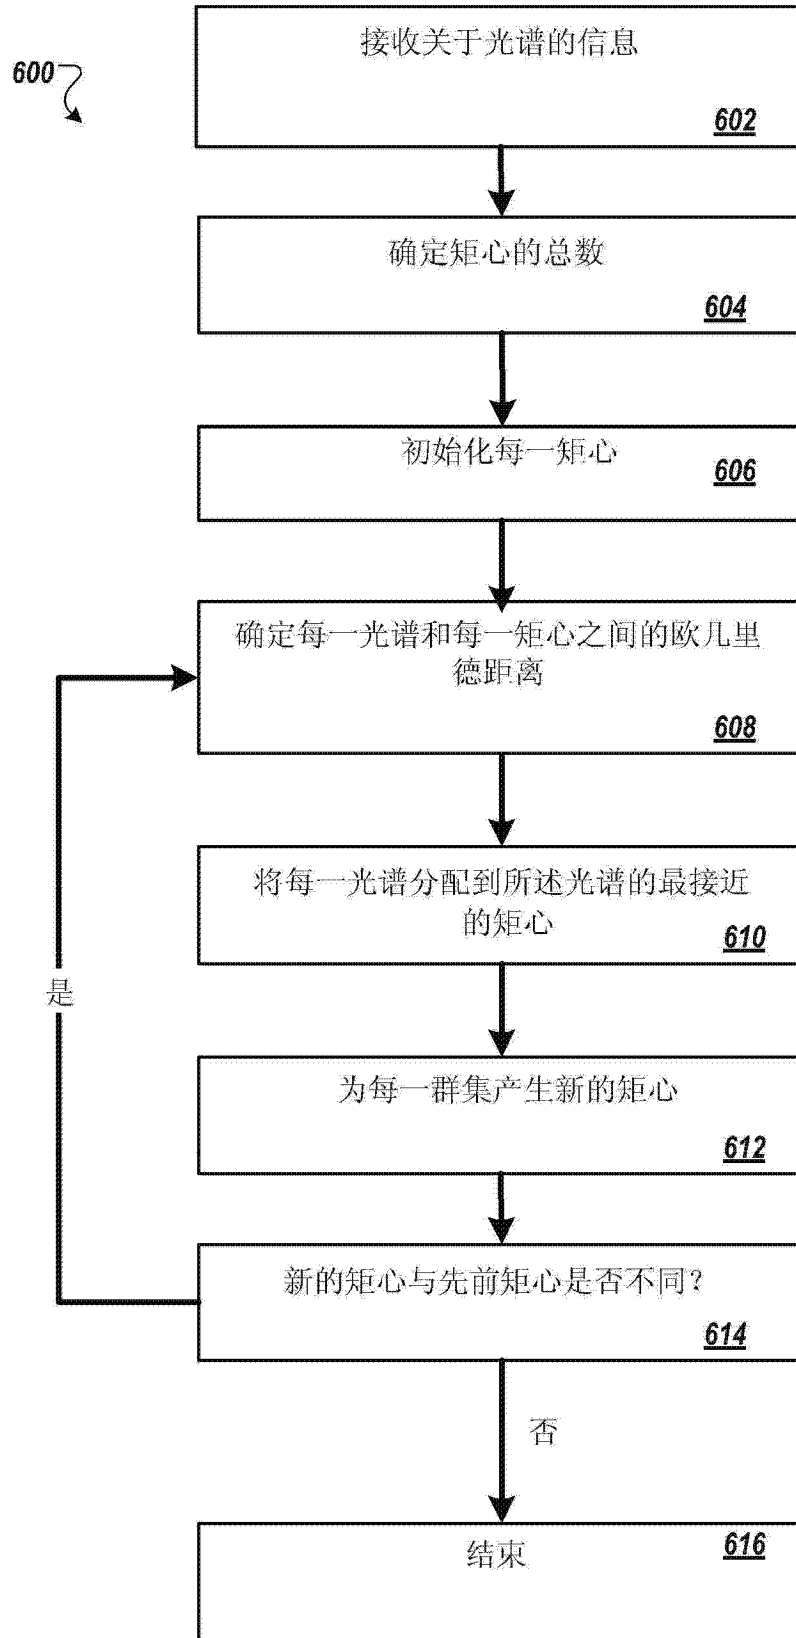 600
接收关于光谱的信息
602
确定矩心的总数
604
初始化每一矩心
606
确定每一光谱和每一矩心之间的欧几里
德距离
608
将每一光谱分配到所述光谱的最接近
的矩心
610
是
为每一群集产生新的矩心
612
新的矩心与先前矩心是否不同?
614
否
结束
616